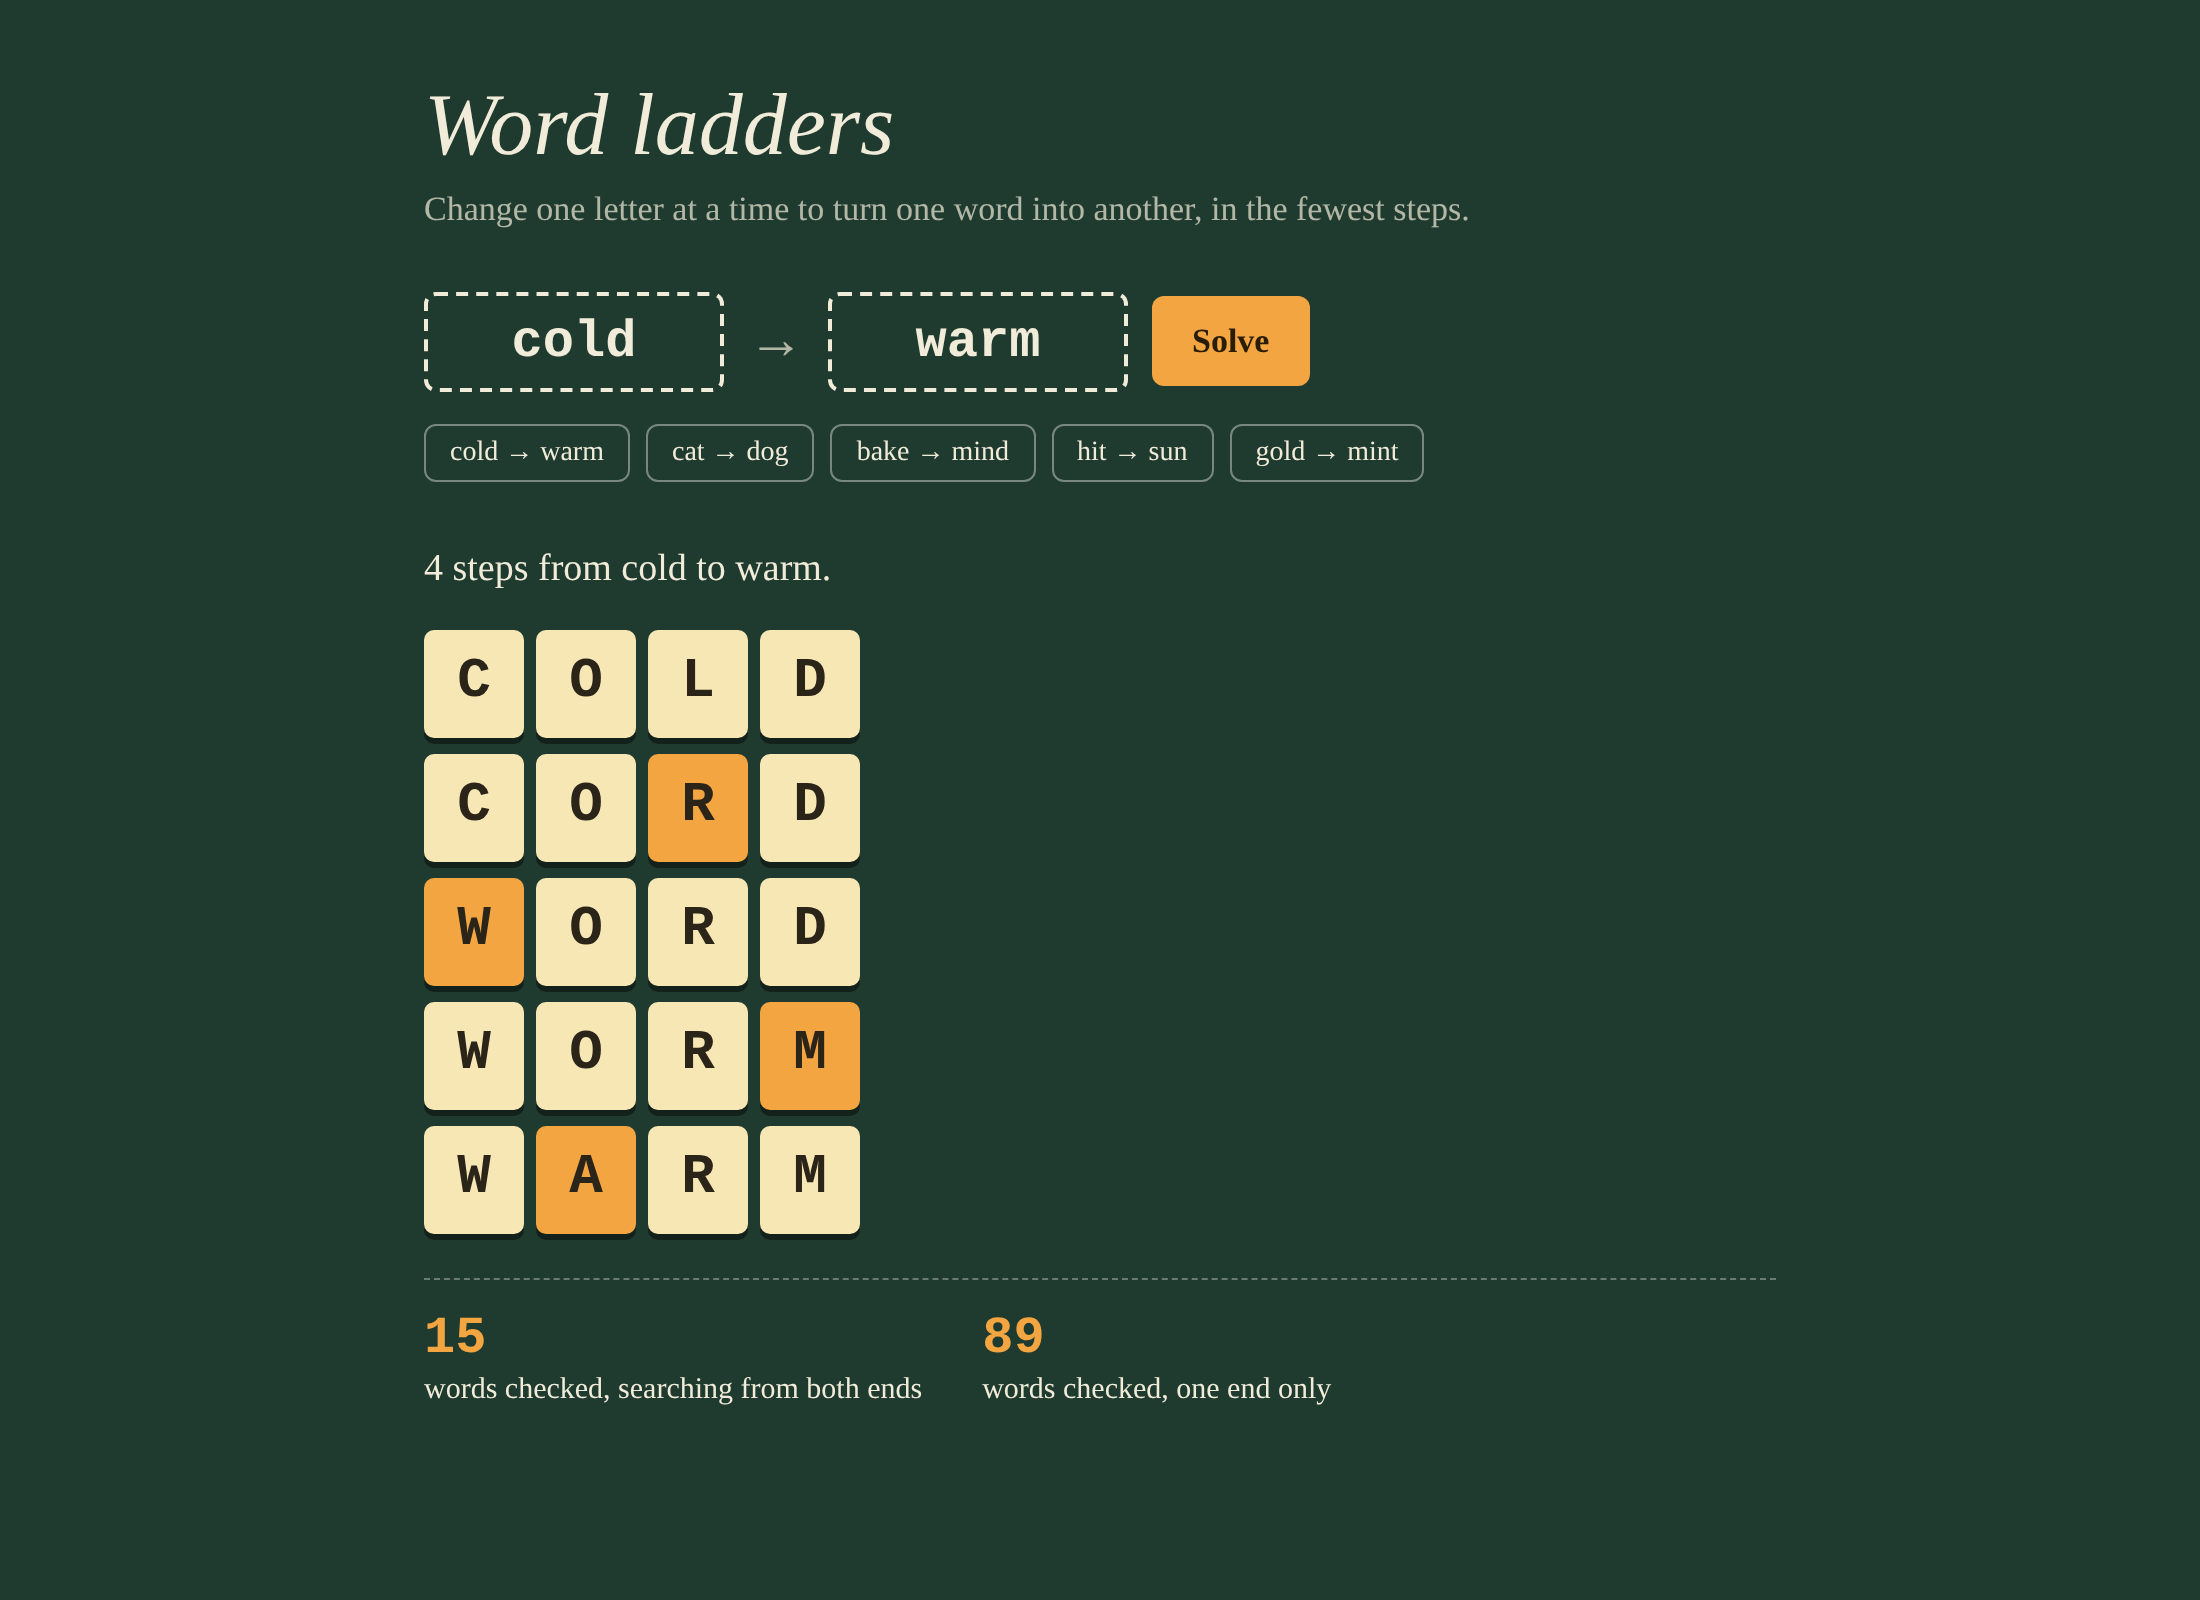 Word ladders
Change one letter at a time to turn one word into another, in the fewest steps.
cold → warm Solve
cold → warm cat → dog bake → mind hit → sun gold → mint
4 steps from cold to warm.
C O L D
C O R D
W O R D
W O R M
W A R M
15 89
words checked, searching from both ends words checked, one end only